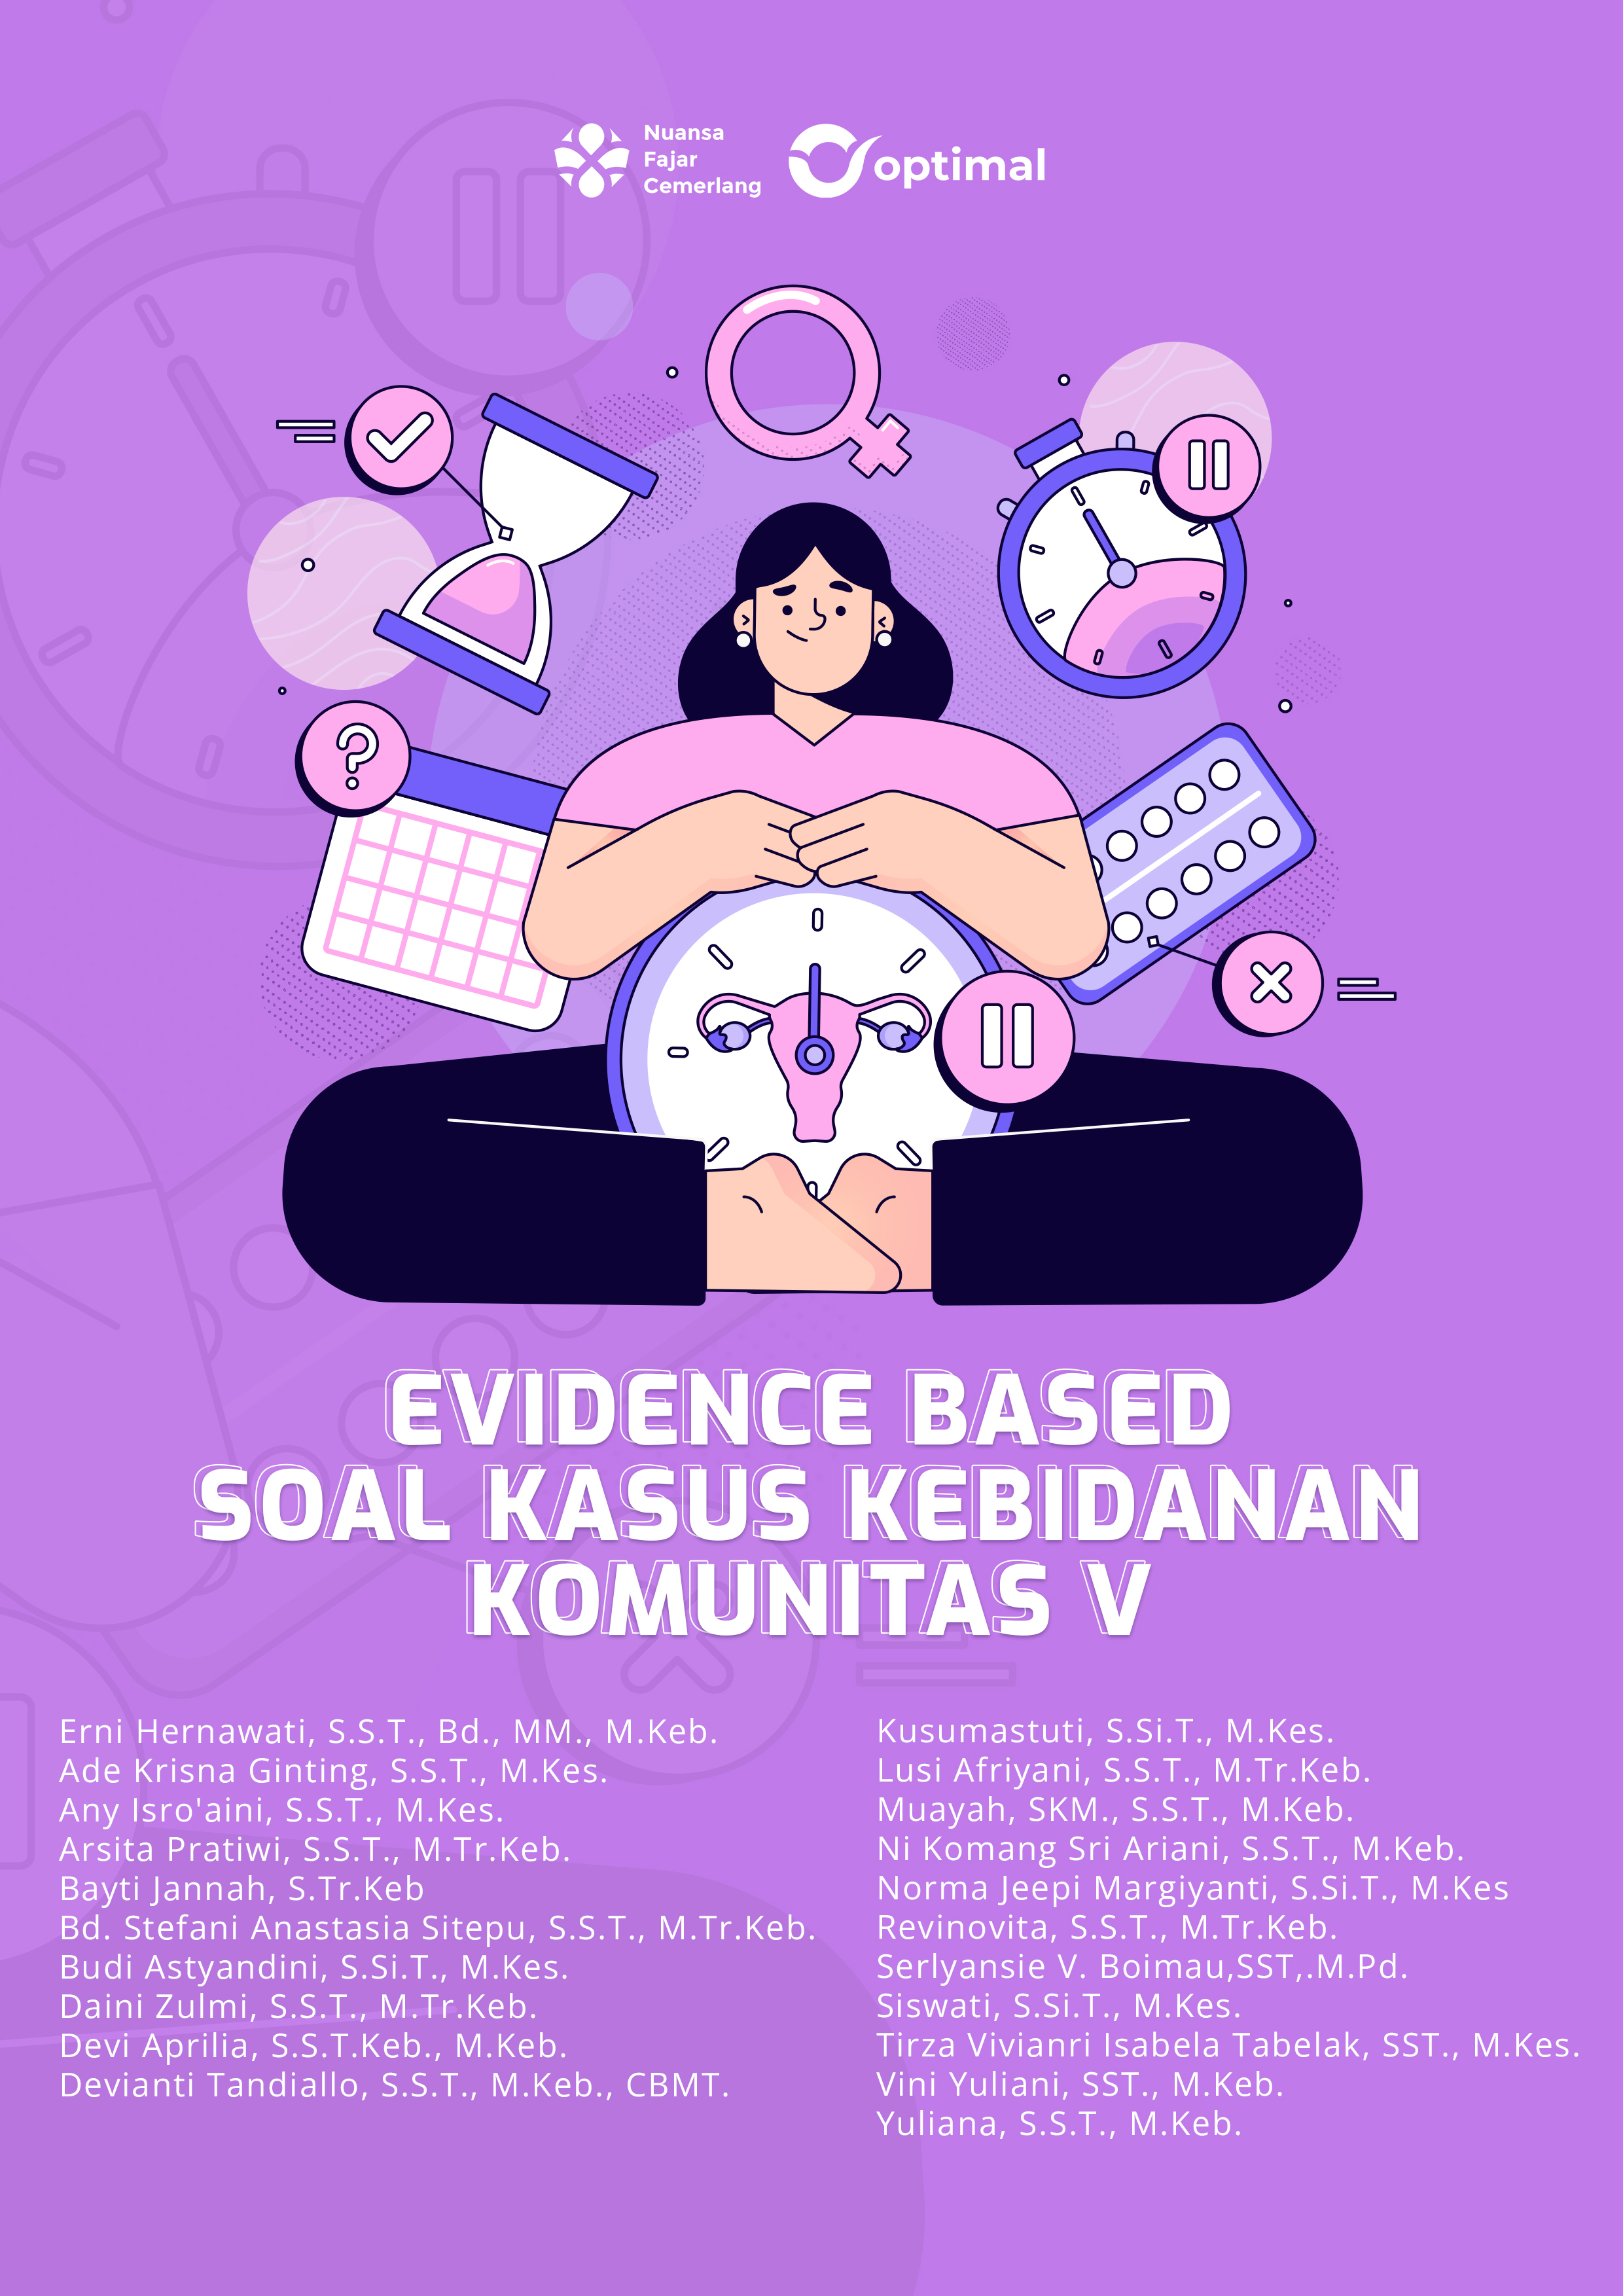 Nuansa
Fajar
Cemerlang
optimal
EVIDENCE BASED
SOAL KASUS KEBIDANAN
KOMUNITAS V
Erni Hernawati, S.S.T., Bd., MM., M.Keb.
Ade Krisna Ginting, S.S.T., M.Kes.
Any Isro'aini, S.S.T., M.Kes.
Arsita Pratiwi, S.S.T., M.Tr.Keb.
Bayti Jannah, S.Tr.Keb
Bd. Stefani Anastasia Sitepu, S.S.T., M.Tr.Keb.
Budi Astyandini, S.Si.T., M.Kes.
Daini Zulmi, S.S.T., M.Tr.Keb.
Devi Aprilia, S.S.T.Keb., M.Keb.
Devianti Tandiallo, S.S.T., M.Keb., CBMT.
Kusumastuti, S.Si.T., M.Kes.
Lusi Afriyani, S.S.T., M.Tr.Keb.
Muayah, SKM., S.S.T., M.Keb.
Ni Komang Sri Ariani, S.S.T., M.Keb.
Norma Jeepi Margiyanti, S.Si.T., M.Kes
Revinovita, S.S.T., M.Tr.Keb.
Serlyansie V. Boimau,SST,.M.Pd.
Siswati, S.Si.T., M.Kes.
Tirza Vivianri Isabela Tabelak, SST., M.Kes.
Vini Yuliani, SST., M.Keb.
Yuliana, S.S.T., M.Keb.